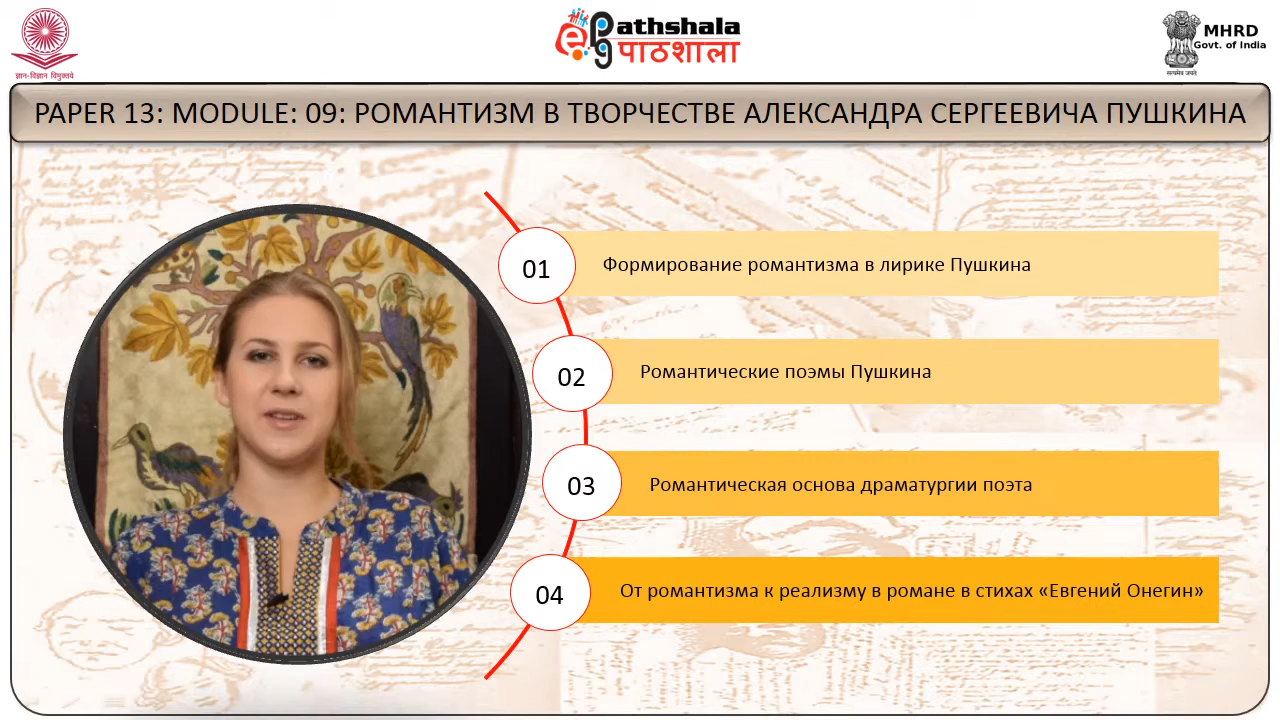 ज्ञान-विज्ञान विमुक्तये
ePathshala
पाठशाला
MHRD
Govt. of India
सत्यमेव जयते
PAPER 13: MODULE: 09: РОМАНТИЗМ В ТВОРЧЕСТВЕ АЛЕКСАНДРА СЕРГЕЕВИЧА ПУШКИНА
01 Формирование романтизма в лирике Пушкина
02 Романтические поэмы Пушкина
03 Романтическая основа драматургии поэта
04 От романтизма к реализму в романе в стихах «Евгений Онегин»